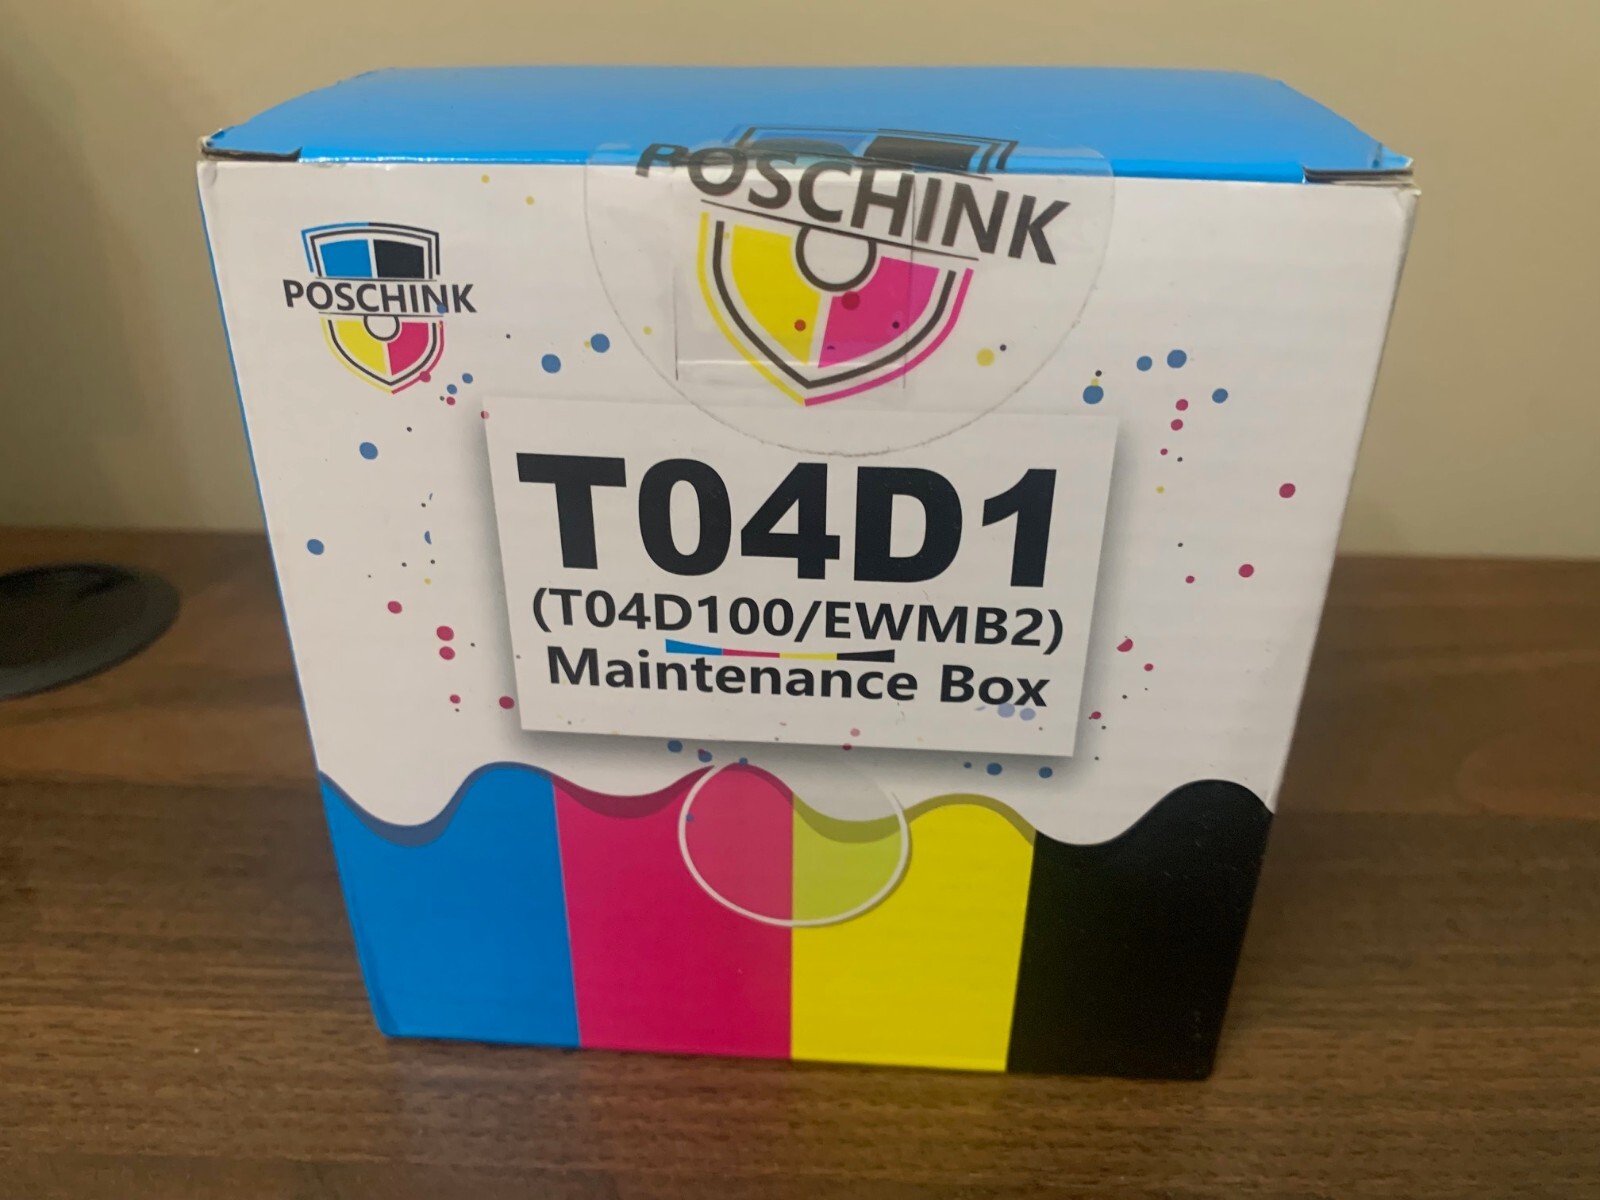 POSCHINK
POSCHINK
T04D1
(T04D100/EWMB2)
Maintenance Box